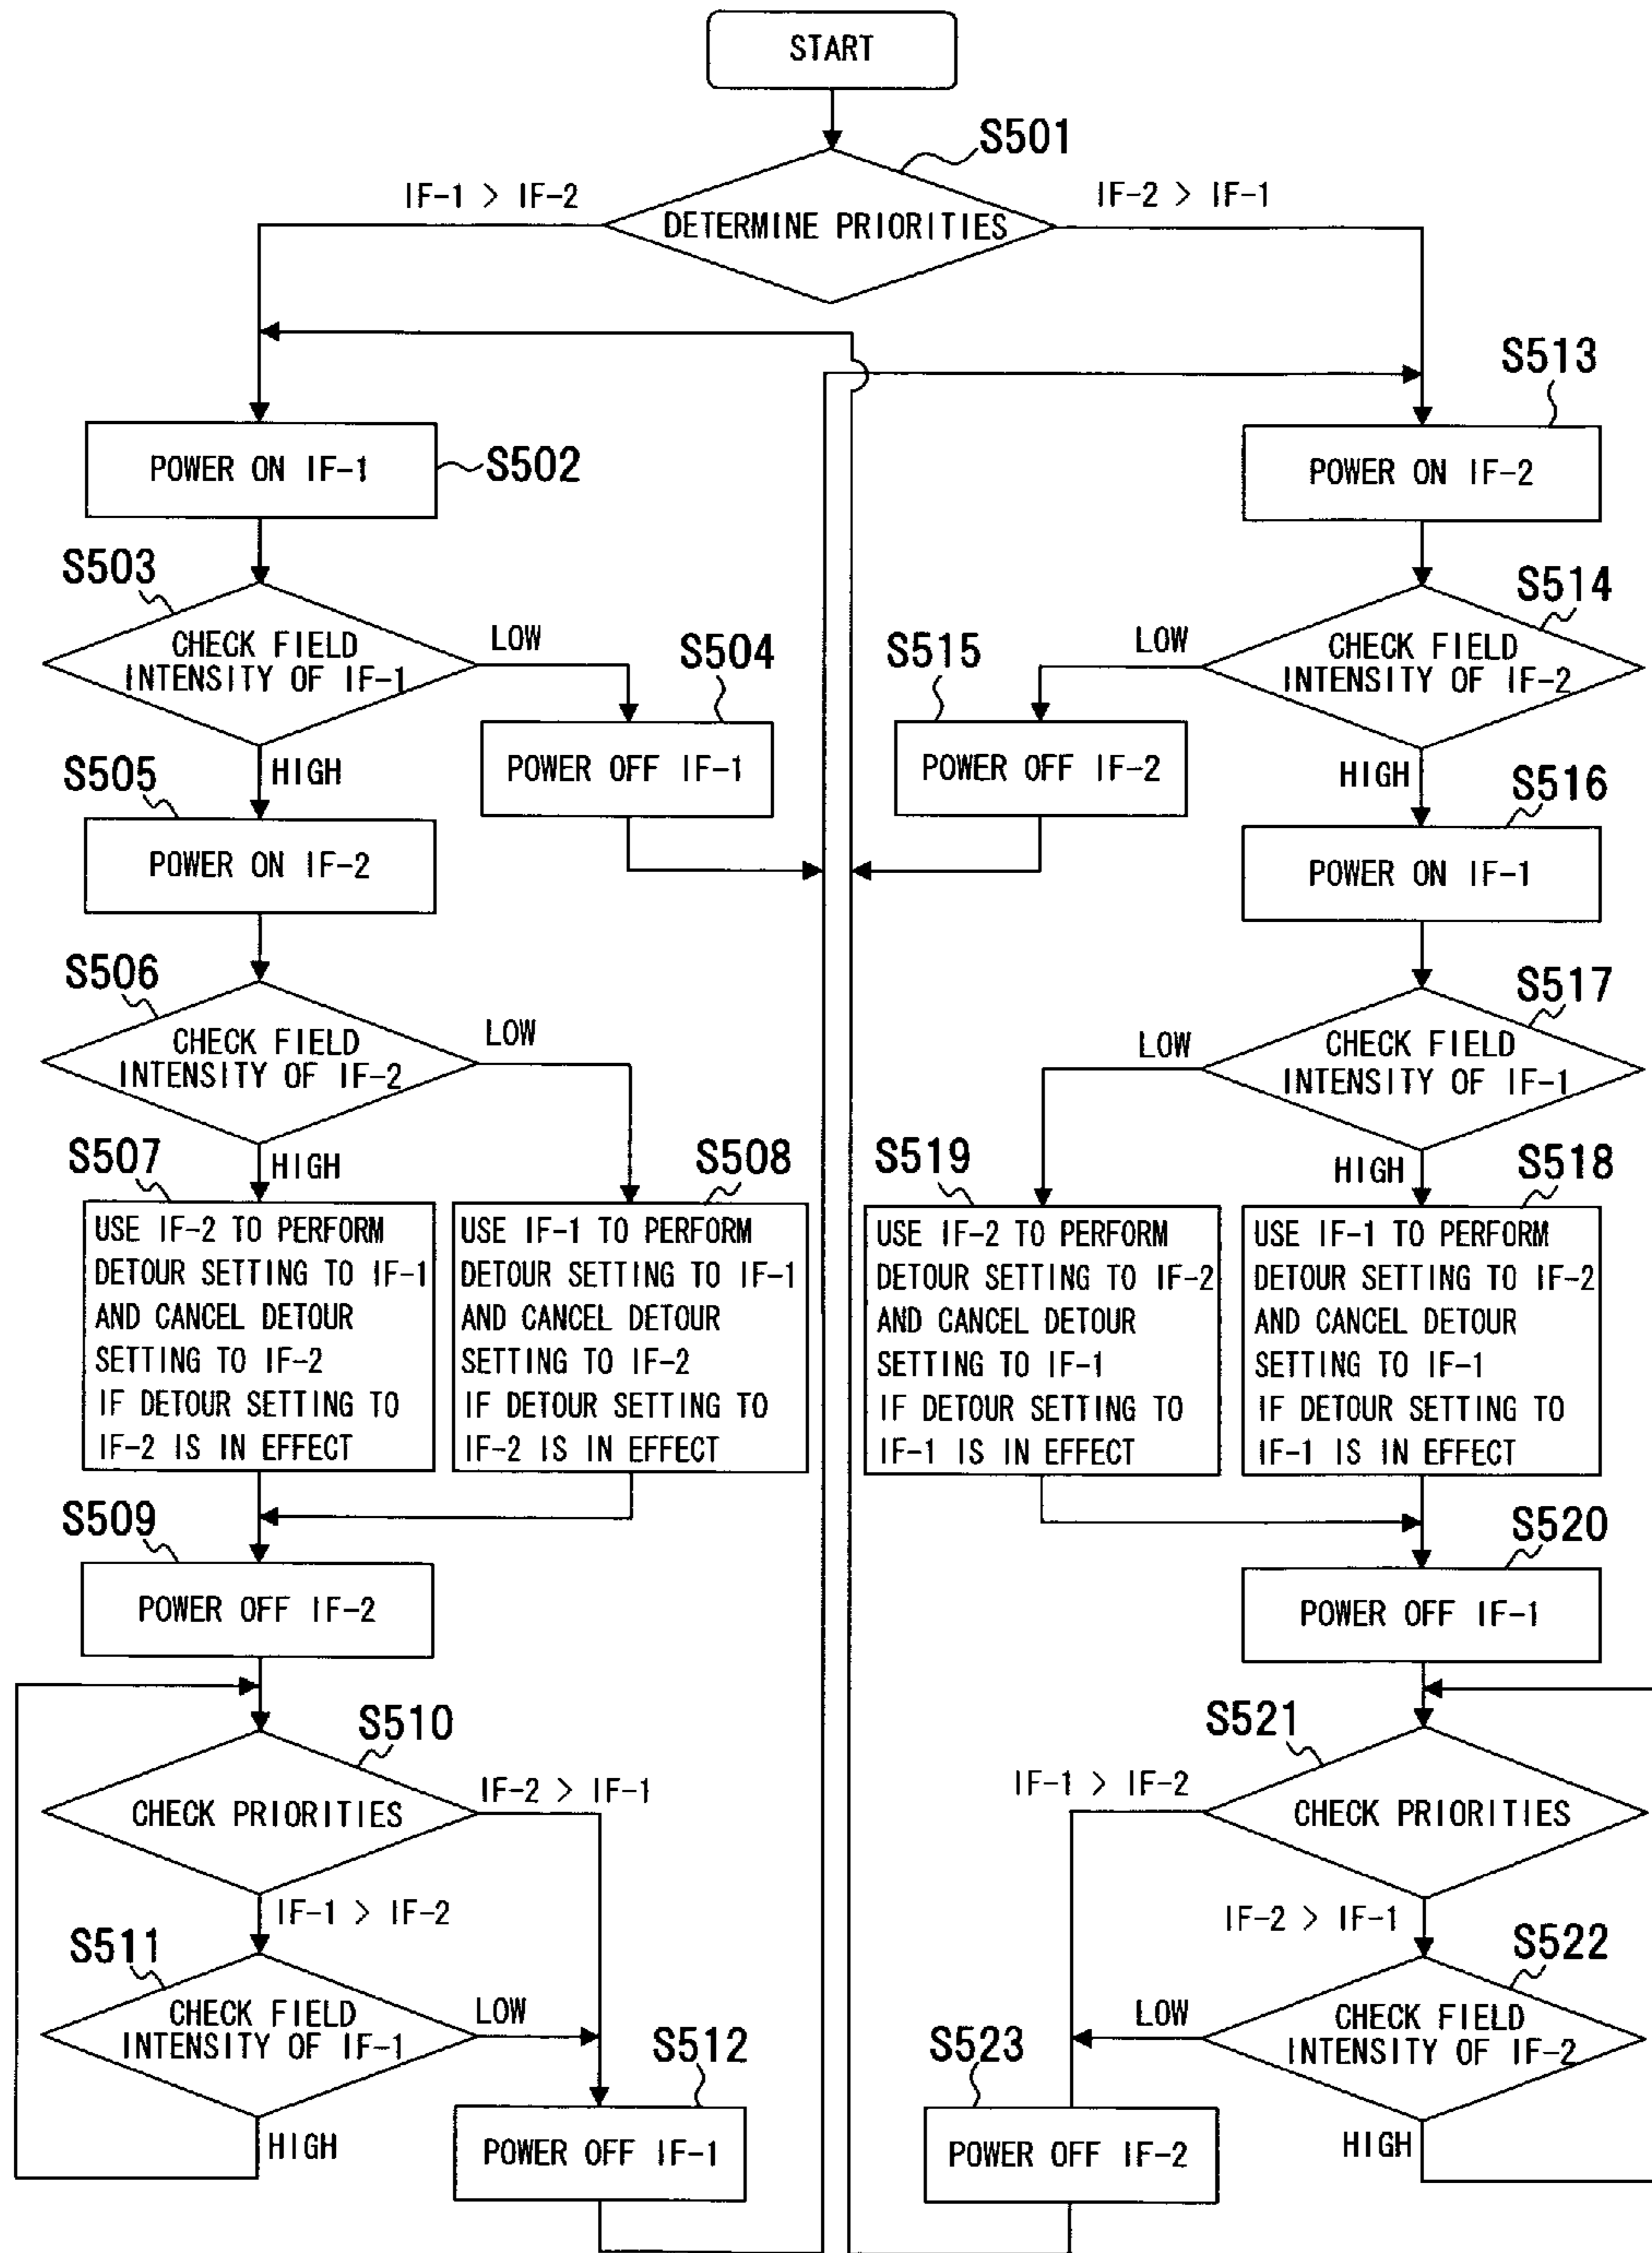 START
S501
IF-1 > IF-2
IF-2 > IF-1
DETERMINE PRIORITIES
S513
POWER ON IF-1
S502
POWER ON IF-2
S503
CHECK FIELD
INTENSITY OF IF-1
LOW
HIGH
S504
POWER OFF IF-1
S514
CHECK FIELD
INTENSITY OF IF-2
LOW
HIGH
S515
POWER OFF IF-2
S505
POWER ON IF-2
S516
POWER ON IF-1
S506
CHECK FIELD
INTENSITY OF IF-2
LOW
HIGH
S517
CHECK FIELD
INTENSITY OF IF-1
LOW
HIGH
S507
USE IF-2 TO PERFORM
DETOUR SETTING TO IF-1
AND CANCEL DETOUR
SETTING TO IF-2
IF DETOUR SETTING TO
IF-2 IS IN EFFECT
S508
USE IF-1 TO PERFORM
DETOUR SETTING TO IF-1
AND CANCEL DETOUR
SETTING TO IF-2
IF DETOUR SETTING TO
IF-2 IS IN EFFECT
S519
USE IF-2 TO PERFORM
DETOUR SETTING TO IF-2
AND CANCEL DETOUR
SETTING TO IF-1
IF DETOUR SETTING TO
IF-1 IS IN EFFECT
S518
USE IF-1 TO PERFORM
DETOUR SETTING TO IF-2
AND CANCEL DETOUR
SETTING TO IF-1
IF DETOUR SETTING TO
IF-1 IS IN EFFECT
S509
POWER OFF IF-2
S520
POWER OFF IF-1
S510
CHECK PRIORITIES
IF-2 > IF-1
IF-1 > IF-2
S521
CHECK PRIORITIES
IF-1 > IF-2
IF-2 > IF-1
S511
CHECK FIELD
INTENSITY OF IF-1
LOW
HIGH
S512
POWER OFF IF-1
S522
CHECK FIELD
INTENSITY OF IF-2
LOW
HIGH
S523
POWER OFF IF-2